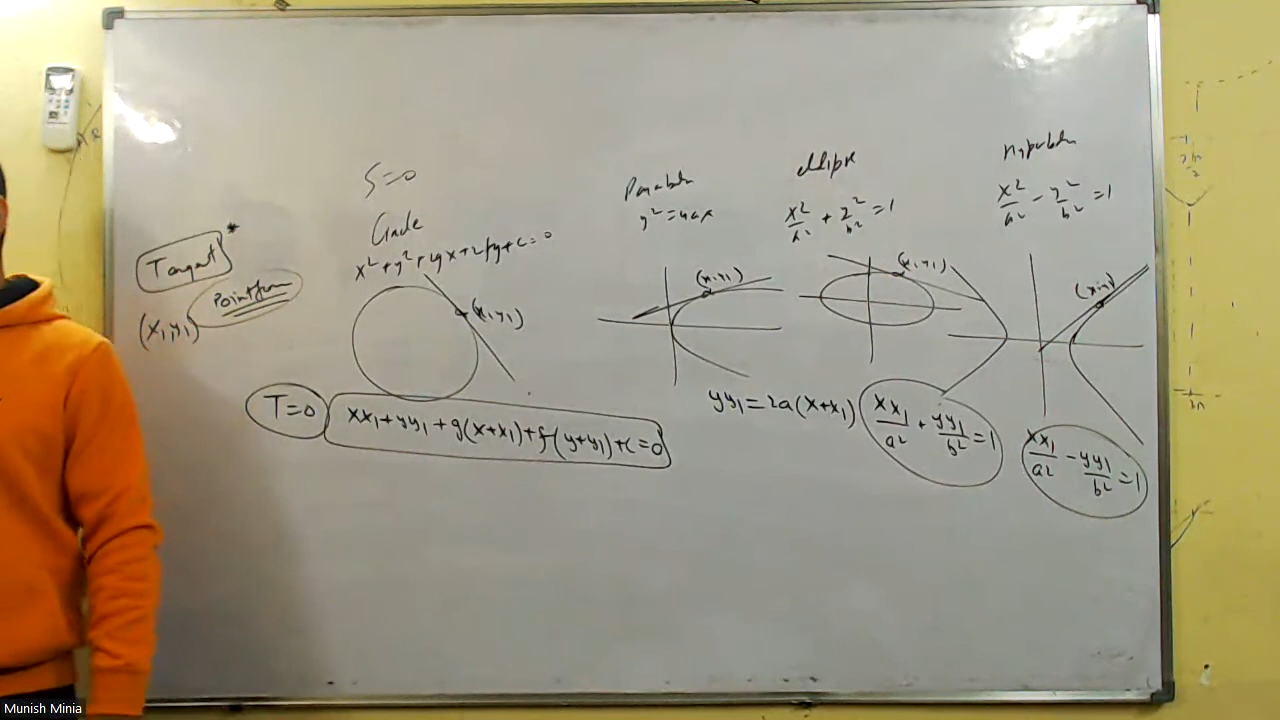 S=0
Circle
x²+y²+2gx+2fy+c=0
Parabola
y²=4ax
ellipse
x²/a² + y²/b² = 1
Hyperbola
x²/a² - y²/b² = 1
Tangent *
Point form
(x₁,y₁)
(x₁,y₁)
(x₁,y₁)
(x₁,y₁)
(x₁,y₁)
T=0
xx₁+yy₁+g(x+x₁)+f(y+y₁)+c=0
yy₁=2a(x+x₁)
xx₁/a² + yy₁/b² = 1
xx₁/a² - yy₁/b² = 1
Munish Minia